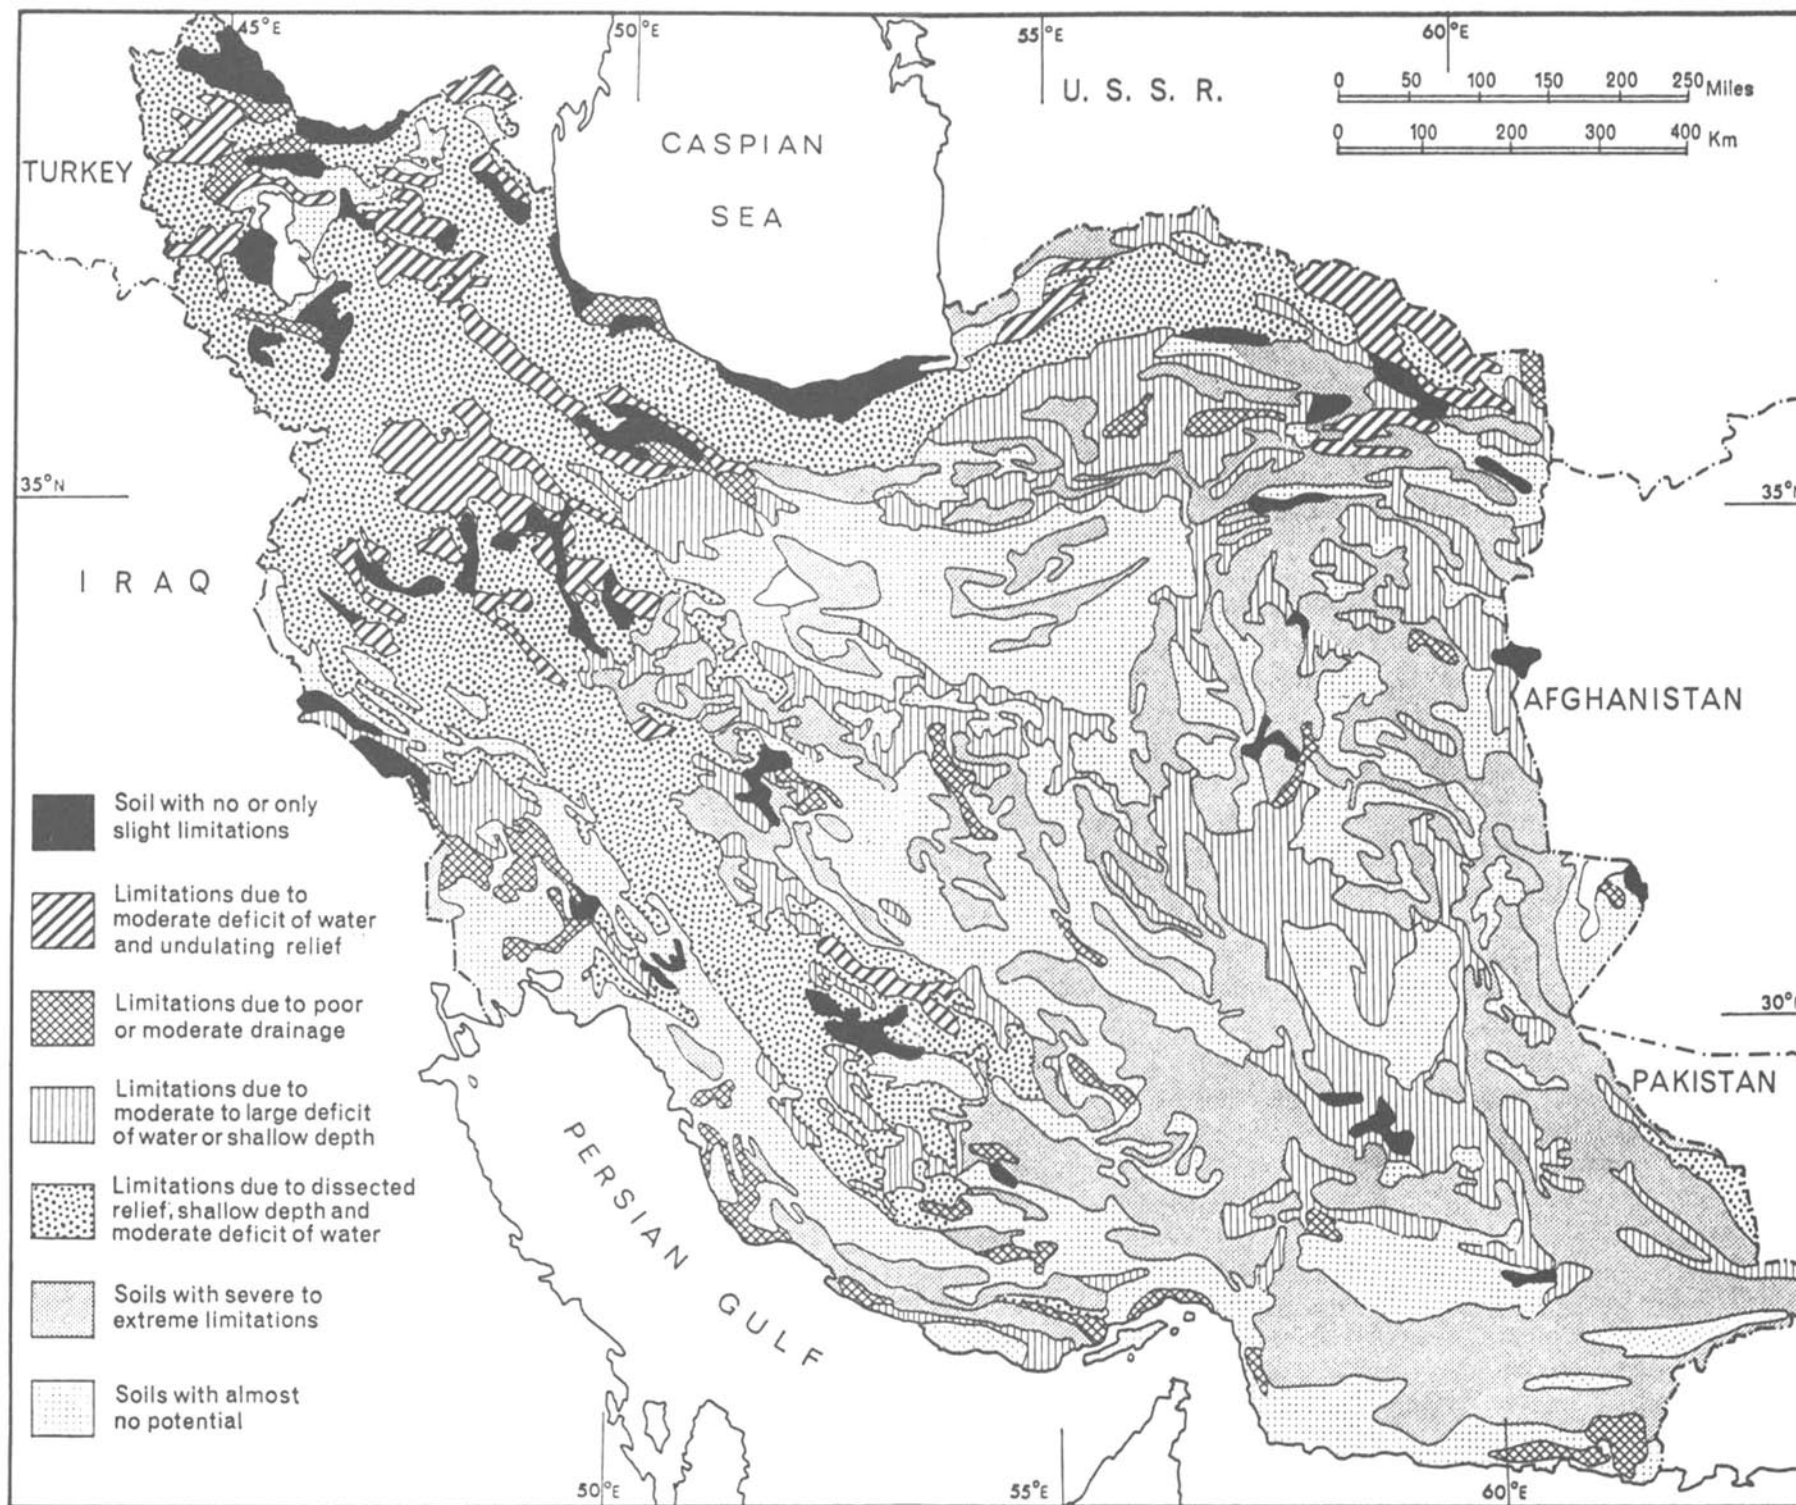 45°E
50°E
55°E
60°E
U. S. S. R.
0 50 100 150 200 250 Miles
0 100 200 300 400 Km
CASPIAN
SEA
TURKEY
35°N
35°N
IRAQ
AFGHANISTAN
Soil with no or only
slight limitations
Limitations due to
moderate deficit of water
and undulating relief
Limitations due to poor
or moderate drainage
Limitations due to
moderate to large deficit
of water or shallow depth
Limitations due to dissected
relief, shallow depth and
moderate deficit of water
Soils with severe to
extreme limitations
Soils with almost
no potential
30°N
PAKISTAN
PERSIAN GULF
50°E
55°E
60°E